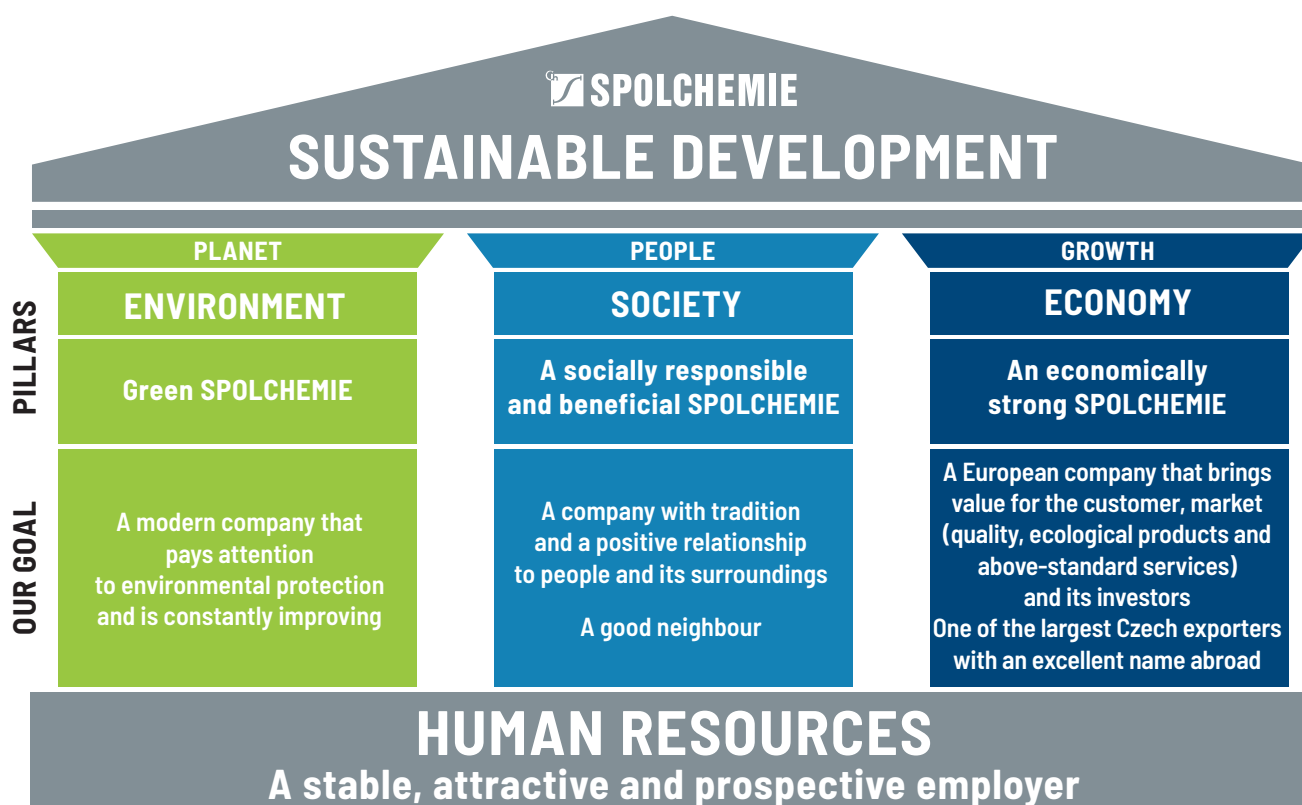 SPOLCHEMIE
SUSTAINABLE DEVELOPMENT
PLANET
PEOPLE
GROWTH
PILLARS
ENVIRONMENT
SOCIETY
ECONOMY
Green SPOLCHEMIE
A socially responsible
and beneficial SPOLCHEMIE
An economically
strong SPOLCHEMIE
OUR GOAL
A modern company that
pays attention
to environmental protection
and is constantly improving
A company with tradition
and a positive relationship
to people and its surroundings
A good neighbour
A European company that brings
value for the customer, market
(quality, ecological products and
above-standard services)
and its investors
One of the largest Czech exporters
with an excellent name abroad
HUMAN RESOURCES
A stable, attractive and prospective employer